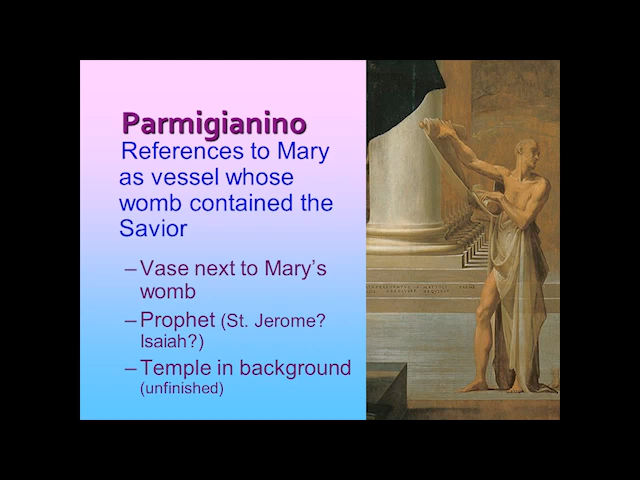 Parmigianino
References to Mary
as vessel whose
womb contained the
Savior
–Vase next to Mary's
womb
–Prophet (St. Jerome?
Isaiah?)
–Temple in background
(unfinished)